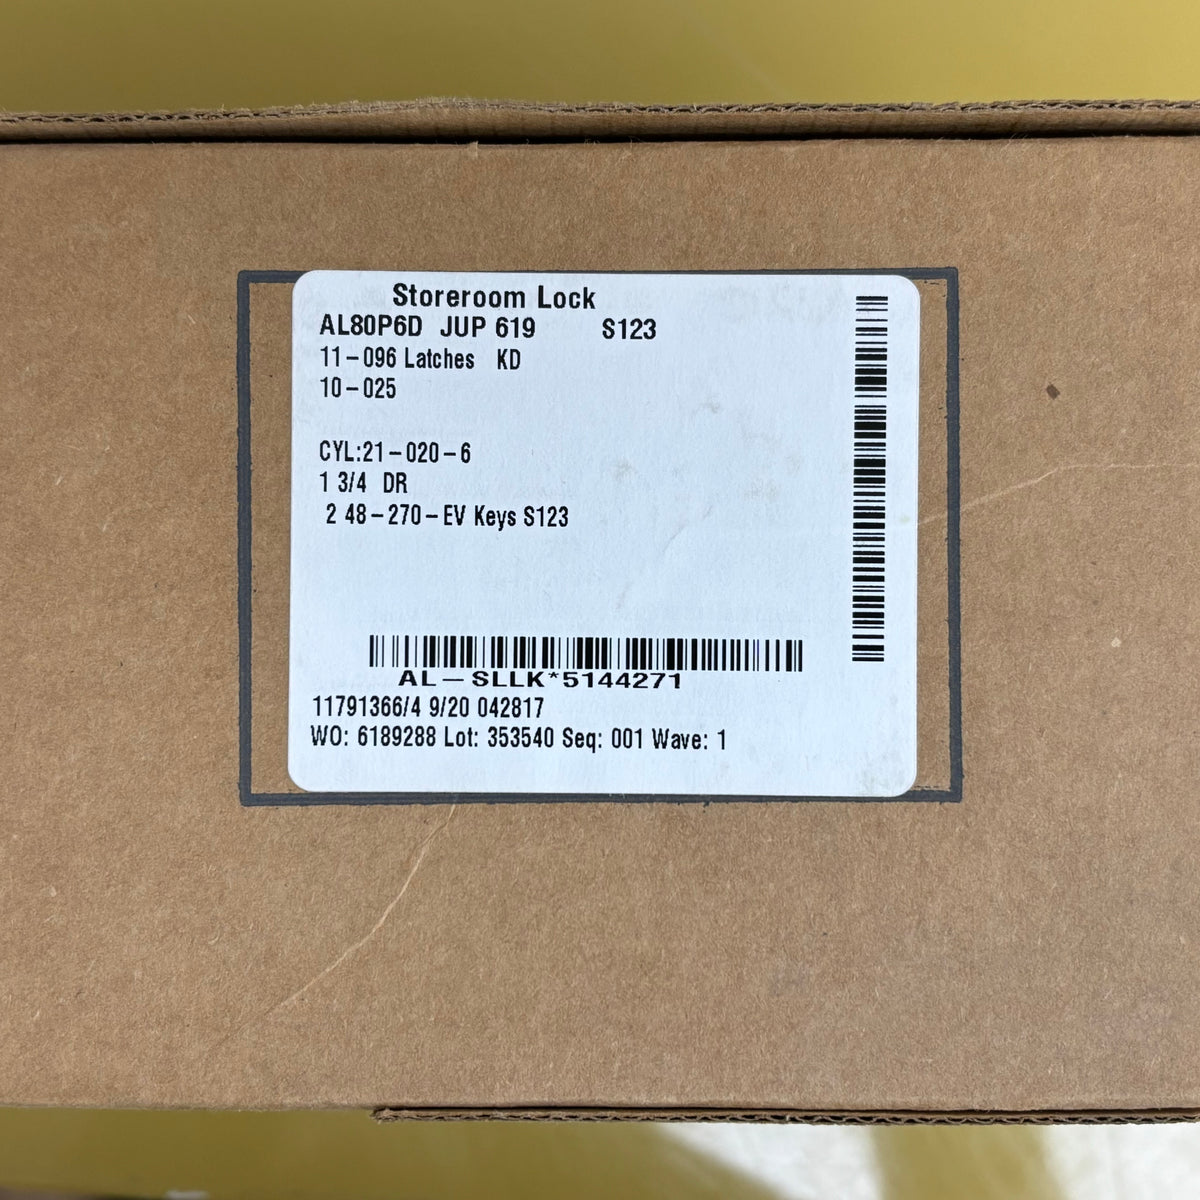 Storeroom Lock
AL80P6D JUP 619 S123
11-096 Latches KD
10-025
CYL:21-020-6
1 3/4 DR
2 48-270-EV Keys S123
AL-SLLK*5144271
11791366/4 9/20 042817
WO: 6189288 Lot: 353540 Seq: 001 Wave: 1